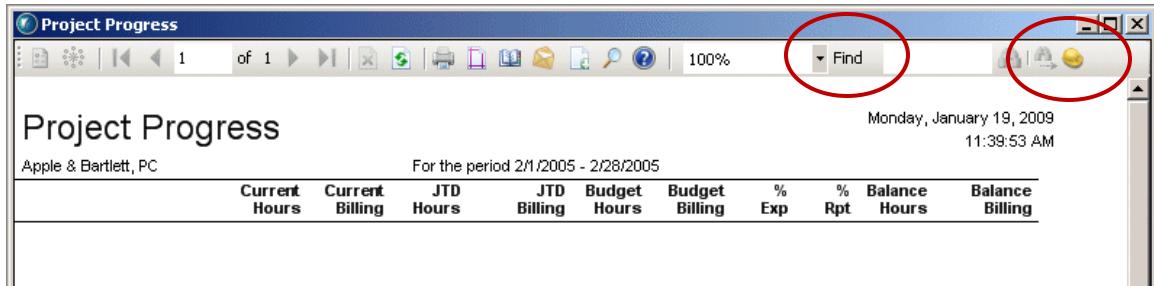 Project Progress
1 of 1 100% Find
Project Progress
Monday, January 19, 2009
11:39:53 AM
Apple & Bartlett, PC
For the period 2/1/2005 - 2/28/2005
Current Current JTD JTD Budget Budget % % Balance Balance
Hours Billing Hours Billing Hours Billing Exp Rpt Hours Billing